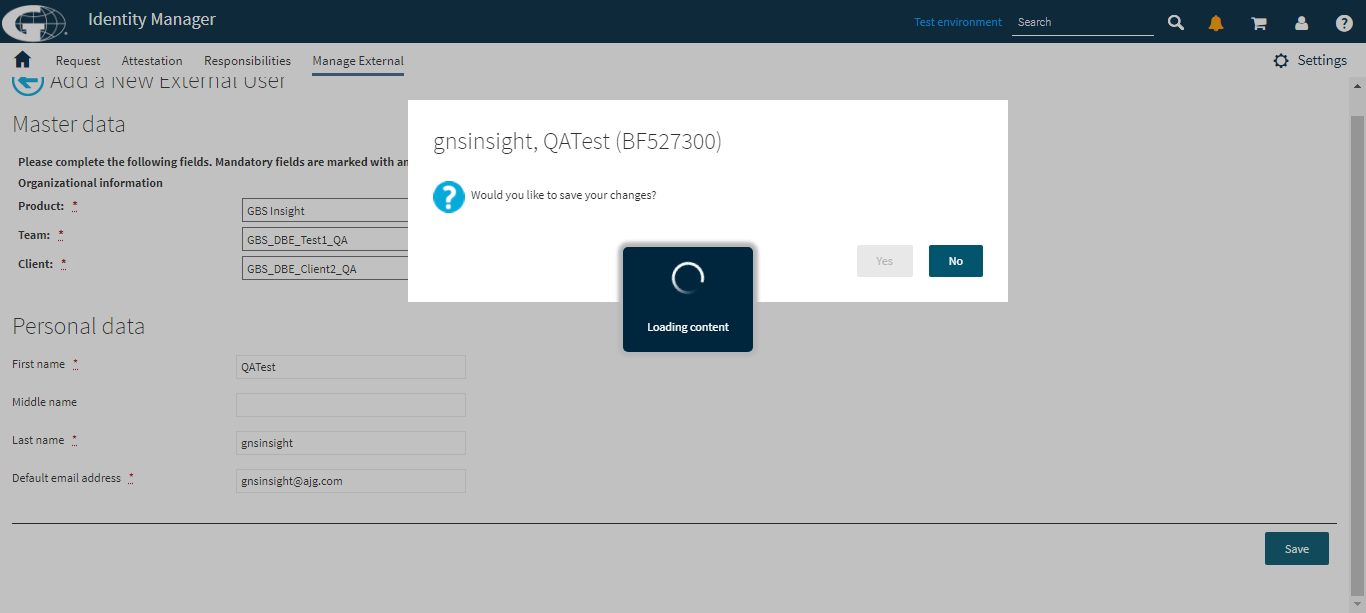 Identity Manager
Test environment
Search
Request Attestation Responsibilities Manage External
Settings
Add a New External User
Master data
Please complete the following fields. Mandatory fields are marked with an
Organizational information
Product: *
GBS Insight
Team: *
GBS_DBE_Test1_QA
Client: *
GBS_DBE_Client2_QA
gnsinsight, QATest (BF527300)
?
Would you like to save your changes?
Yes
No
Loading content
Personal data
First name *
QATest
Middle name
Last name *
gnsinsight
Default email address *
gnsinsight@ajg.com
Save